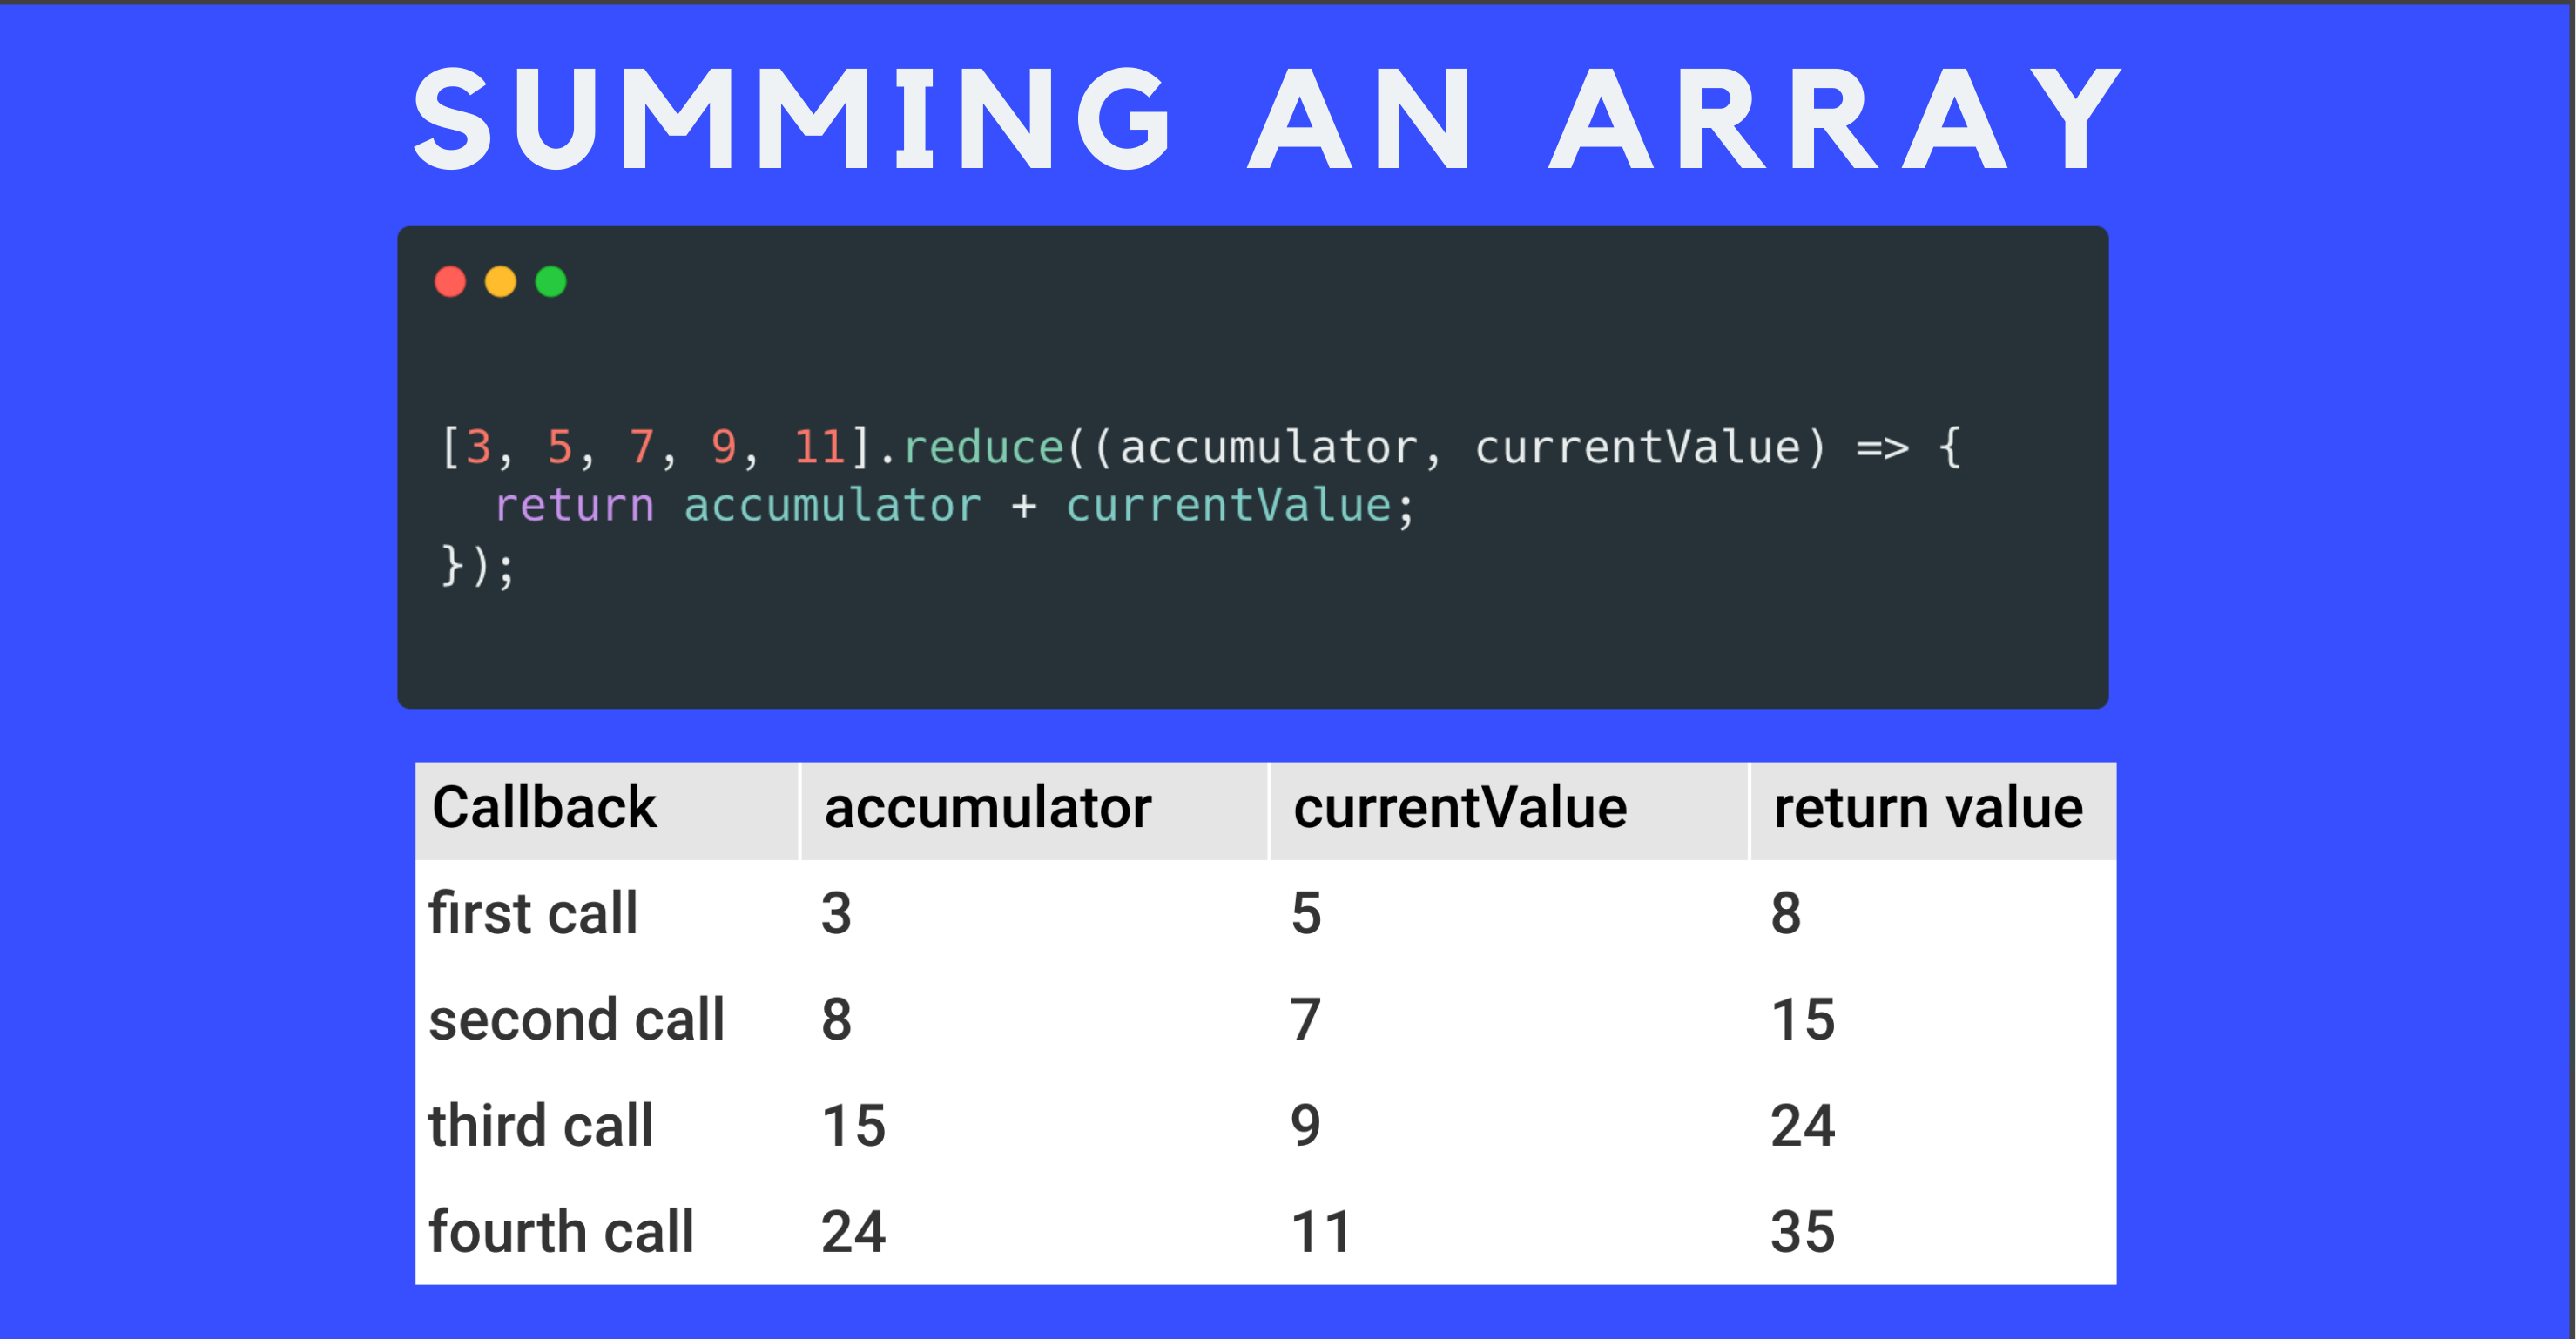 SUMMING AN ARRAY
[3, 5, 7, 9, 11].reduce((accumulator, currentValue) => {
  return accumulator + currentValue;
});
Callback accumulator currentValue return value
first call 3 5 8
second call 8 7 15
third call 15 9 24
fourth call 24 11 35